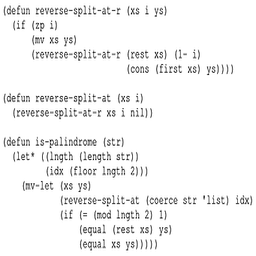 (defun reverse-split-at-r (xs i ys)
  (if (zp i)
      (mv xs ys)
      (reverse-split-at-r (rest xs) (1- i)
                          (cons (first xs) ys))))
(defun reverse-split-at (xs i)
  (reverse-split-at-r xs i nil))
(defun is-palindrome (str)
  (let* ((lngth (length str))
         (idx (floor lngth 2)))
    (mv-let (xs ys)
            (reverse-split-at (coerce str 'list) idx)
            (if (= (mod lngth 2) 1)
                (equal (rest xs) ys)
                (equal xs ys)))))